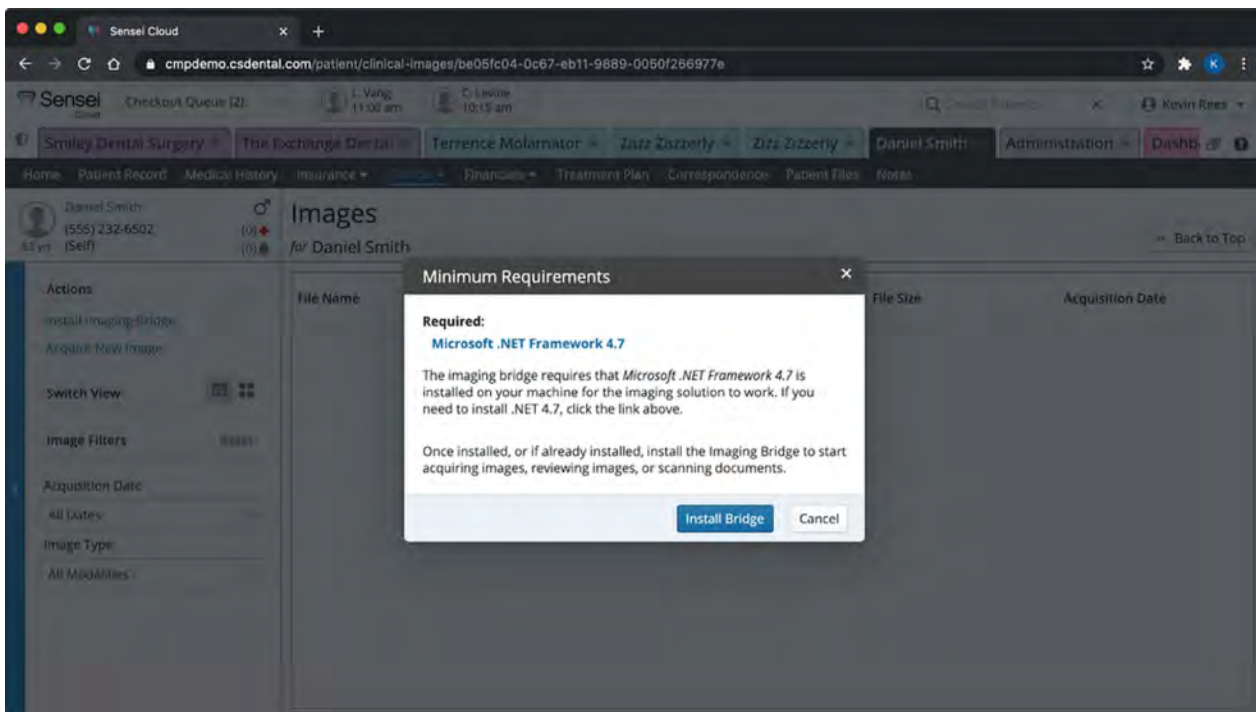 Sensei Cloud
cmpdemo.csdental.com/patient/clinical-images/be05fc04-0c67-eb11-9889-0050f266977e
Sensei Checkout Queue (2) L. Vang C. Levine Kevin Rees
Cloud 11:00 am 10:15 am
Smiley Dental Surgery The Exchange Dental Terrence Molarnator Zazz Zazzerly Zizz Zizzerly Daniel Smith Administration Dashb
Home Patient Record Medical History Insurance Financials Treatment Plan Correspondence Patient Files Notes
Daniel Smith
(555) 232-6502 (0)
(Self) (0)
Images
for Daniel Smith
Back to Top
Actions
Install Imaging Bridge
Acquire New Image
Switch View
Image Filters
Acquisition Date
All Dates
Image Type
All Modalities
File Name File Size Acquisition Date
Minimum Requirements
Required:
Microsoft .NET Framework 4.7
The imaging bridge requires that Microsoft .NET Framework 4.7 is
installed on your machine for the imaging solution to work. If you
need to install .NET 4.7, click the link above.
Once installed, or if already installed, install the Imaging Bridge to start
acquiring images, reviewing images, or scanning documents.
Install Bridge Cancel